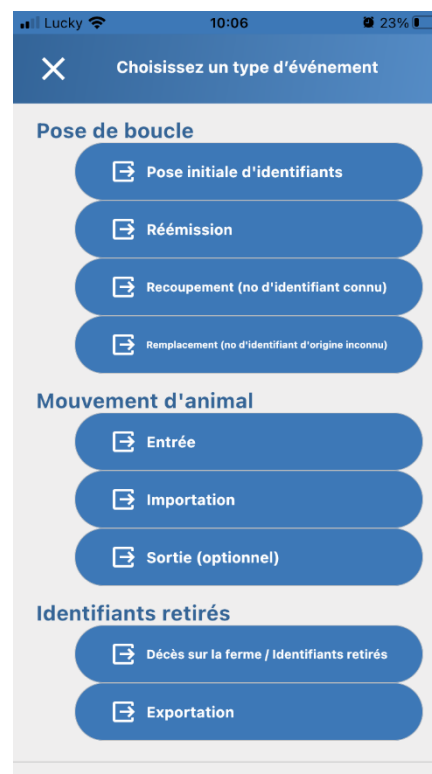 Lucky 10:06 23%
Choisissez un type d'événement
Pose de boucle
Pose initiale d'identifiants
Réémission
Recoupement (no d'identifiant connu)
Remplacement (no d'identifiant d'origine inconnu)
Mouvement d'animal
Entrée
Importation
Sortie (optionnel)
Identifiants retirés
Décès sur la ferme / Identifiants retirés
Exportation